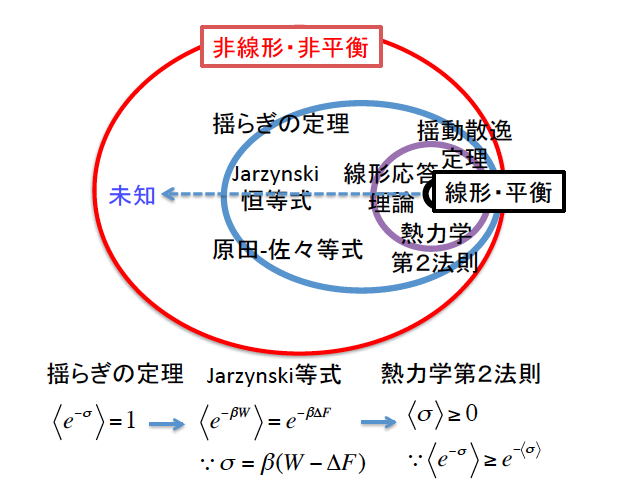 非線形・非平衡
揺らぎの定理
揺動散逸
定理
Jarzynski
恒等式
線形応答
理論
線形・平衡
未知
原田-佐々等式
熱力学
第２法則
揺らぎの定理
Jarzynski等式
熱力学第２法則
⟨e^{-σ}⟩=1
⟨e^{-βW}⟩=e^{-βΔF}
⟨σ⟩≥0
∵σ=β(W−ΔF)
∵⟨e^{-σ}⟩≥e^{-⟨σ⟩}